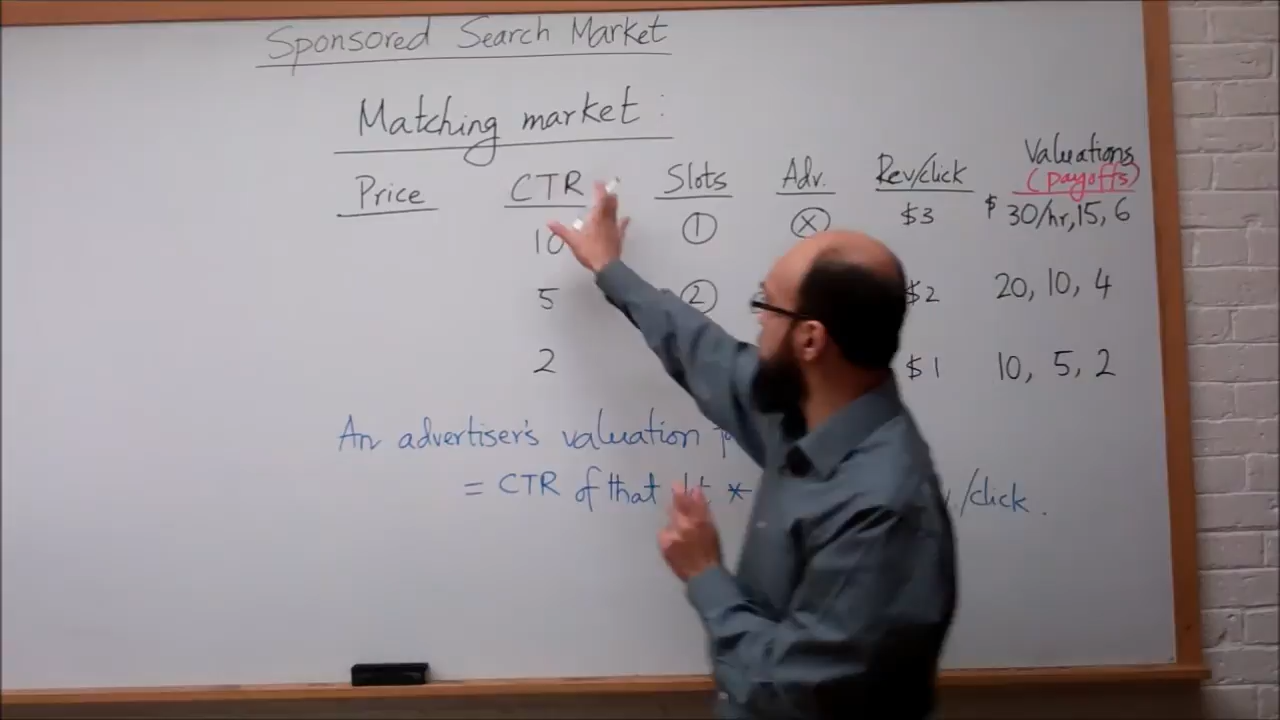 Sponsored Search Market
Matching market:
Price CTR Slots Adv. Rev/click Valuations
(payoffs)
10 1 X $3 $ 30/hr, 15, 6
5 2 $2 20, 10, 4
2 $1 10, 5, 2
An advertiser's valuation
= CTR of that * /click.